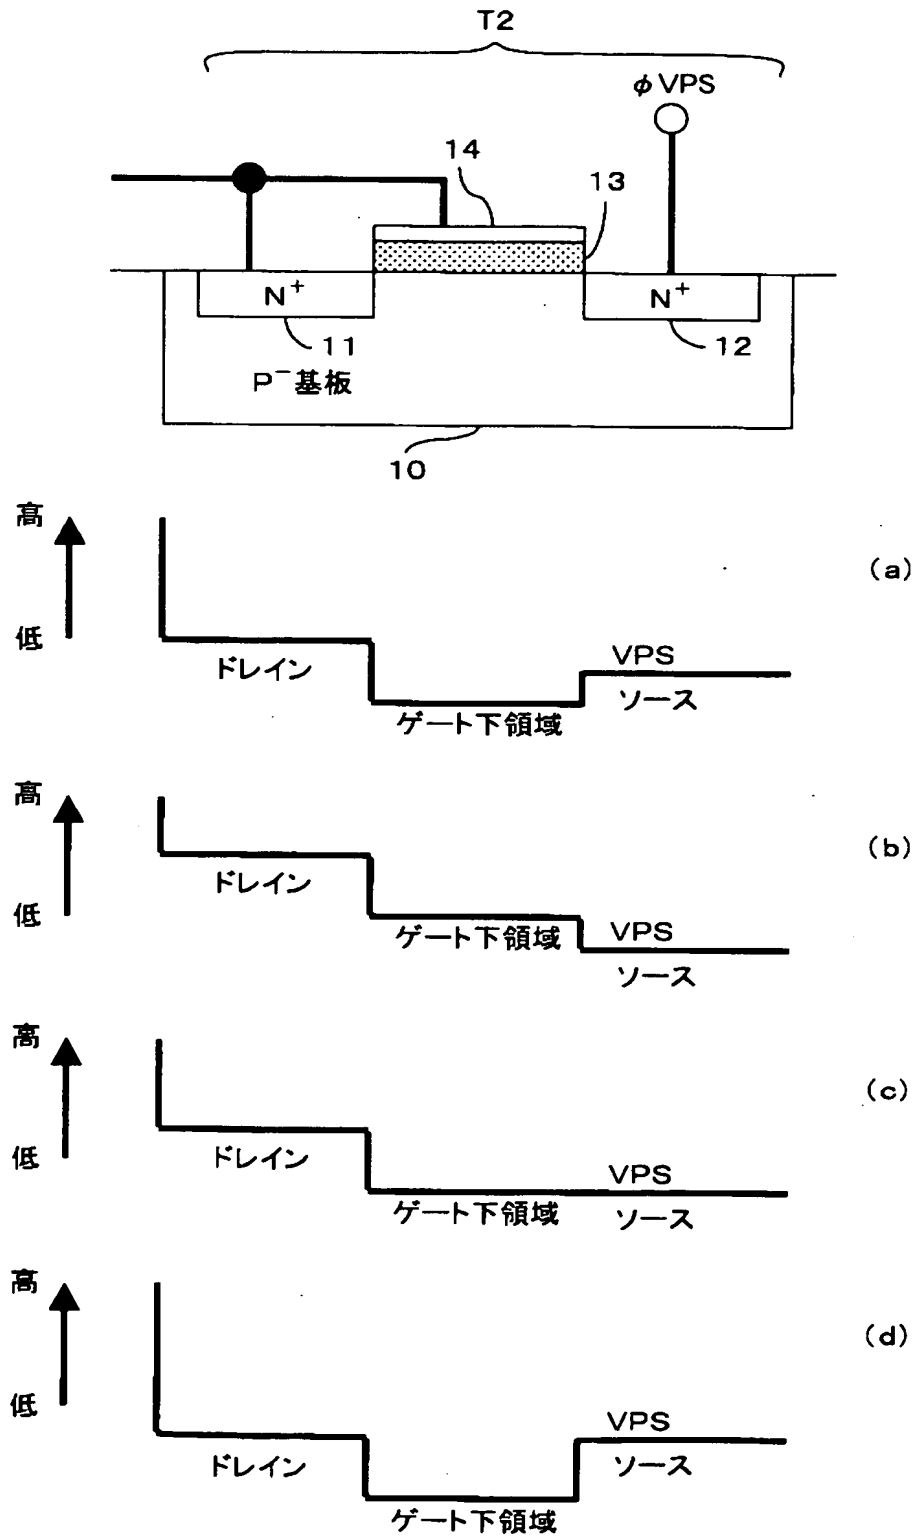 T2
φVPS
14
13
N⁺
N⁺
11
12
P⁻基板
10
高
低
(a)
ドレイン
ゲート下領域
VPS
ソース
高
低
(b)
ドレイン
ゲート下領域
VPS
ソース
高
低
(c)
ドレイン
ゲート下領域
VPS
ソース
高
低
(d)
ドレイン
ゲート下領域
VPS
ソース